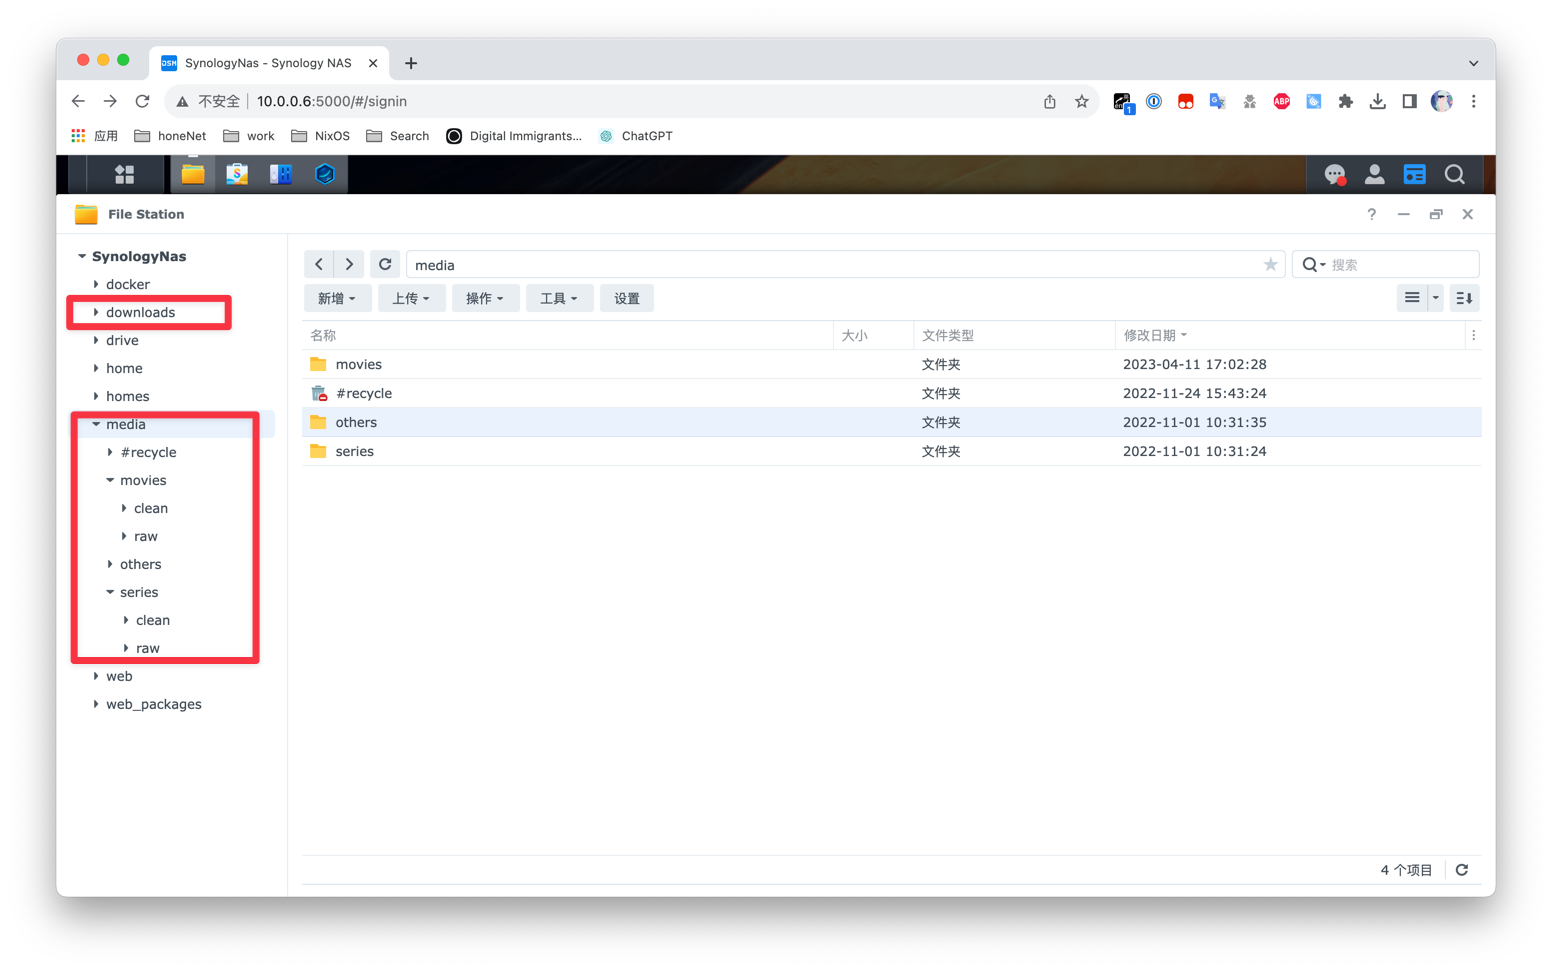 SynologyNas - Synology NAS
不安全 10.0.0.6:5000/#/signin
1
ABP
应用 honeNet work NixOS Search Digital Immigrants... ChatGPT
File Station
SynologyNas
docker
downloads
drive
home
homes
media
#recycle
movies
clean
raw
others
series
clean
raw
web
web_packages
media
搜索
新增 上传 操作 工具 设置
名称 大小 文件类型 修改日期
movies 文件夹 2023-04-11 17:02:28
#recycle 文件夹 2022-11-24 15:43:24
others 文件夹 2022-11-01 10:31:35
series 文件夹 2022-11-01 10:31:24
4 个项目